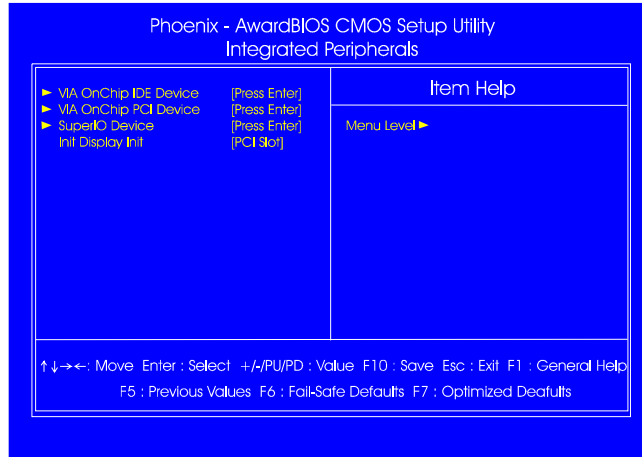 Phoenix - AwardBIOS CMOS Setup Utility
Integrated Peripherals
► VIA OnChip IDE Device [Press Enter]
► VIA OnChip PCI Device [Press Enter]
► SuperIO Device [Press Enter]
Init Display Init [PCI Slot]
Item Help
Menu Level ►
↑↓→←: Move Enter : Select +/-/PU/PD : Value F10 : Save Esc : Exit F1 : General Help
F5 : Previous Values F6 : Fail-Safe Defaults F7 : Optimized Deafults